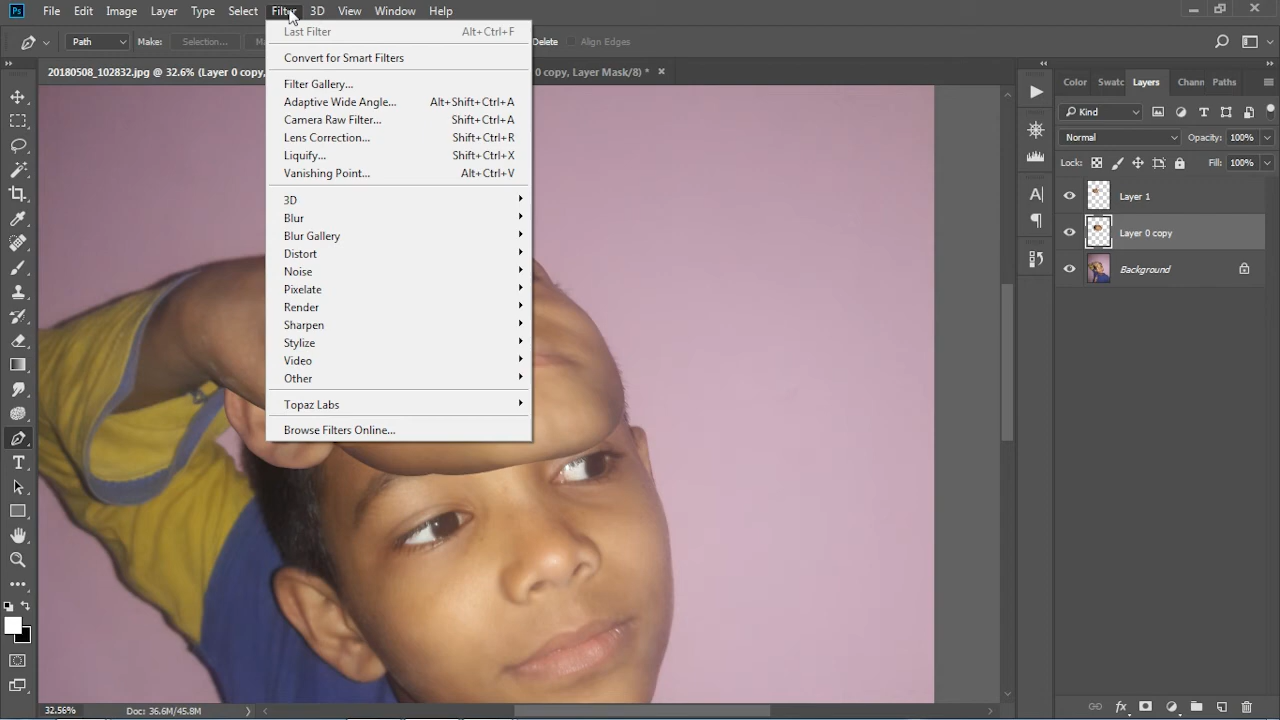 Ps File Edit Image Layer Type Select Filter 3D View Window Help
Path Make: Selection... Delete Align Edges
20180508_102832.jpg @ 32.6% (Layer 0 copy, 0 copy, Layer Mask/8) *
Last Filter Alt+Ctrl+F
Convert for Smart Filters
Filter Gallery...
Adaptive Wide Angle... Alt+Shift+Ctrl+A
Camera Raw Filter... Shift+Ctrl+A
Lens Correction... Shift+Ctrl+R
Liquify... Shift+Ctrl+X
Vanishing Point... Alt+Ctrl+V
3D
Blur
Blur Gallery
Distort
Noise
Pixelate
Render
Sharpen
Stylize
Video
Other
Topaz Labs
Browse Filters Online...
Color Swatc Layers Chann Paths
Kind
Normal Opacity: 100%
Locks: Fill: 100%
Layer 1
Layer 0 copy
Background
32.56% Doc: 36.6M/45.8M